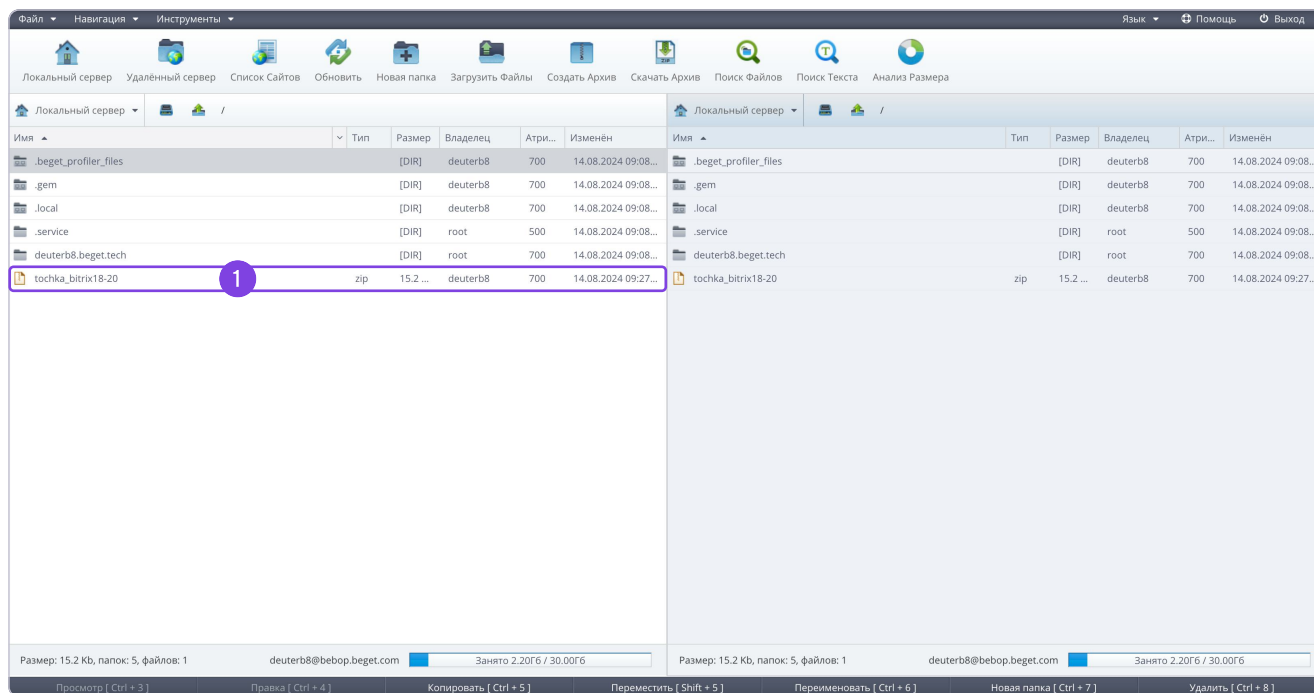 Файл Навигация Инструменты Язык Помощь Выход
Локальный сервер Удалённый сервер Список Сайтов Обновить Новая папка Загрузить Файлы Создать Архив Скачать Архив Поиск Файлов Поиск Текста Анализ Размера
Локальный сервер / Локальный сервер /
Имя Тип Размер Владелец Атри... Изменён Имя Тип Размер Владелец Атри... Изменён
.beget_profiler_files [DIR] deuterb8 700 14.08.2024 09:08... .beget_profiler_files [DIR] deuterb8 700 14.08.2024 09:08..
.gem [DIR] deuterb8 700 14.08.2024 09:08... .gem [DIR] deuterb8 700 14.08.2024 09:08..
.local [DIR] deuterb8 700 14.08.2024 09:08... .local [DIR] deuterb8 700 14.08.2024 09:08..
.service [DIR] root 500 14.08.2024 09:08... .service [DIR] root 500 14.08.2024 09:08..
deuterb8.beget.tech [DIR] root 700 14.08.2024 09:08... deuterb8.beget.tech [DIR] root 700 14.08.2024 09:08..
tochka_bitrix18-20 1 zip 15.2 ... deuterb8 700 14.08.2024 09:27... tochka_bitrix18-20 zip 15.2 ... deuterb8 700 14.08.2024 09:27..
Размер: 15.2 Kb, папок: 5, файлов: 1 deuterb8@bebop.beget.com Занято 2.20Гб / 30.00Гб Размер: 15.2 Kb, папок: 5, файлов: 1 deuterb8@bebop.beget.com Занято 2.20Гб / 30.00Гб
Просмотр [ Ctrl + 3 ] Правка [ Ctrl + 4 ] Копировать [ Ctrl + 5 ] Переместить [ Shift + 5 ] Переименовать [ Ctrl + 6 ] Новая папка [ Ctrl + 7 ] Удалить [ Ctrl + 8 ]